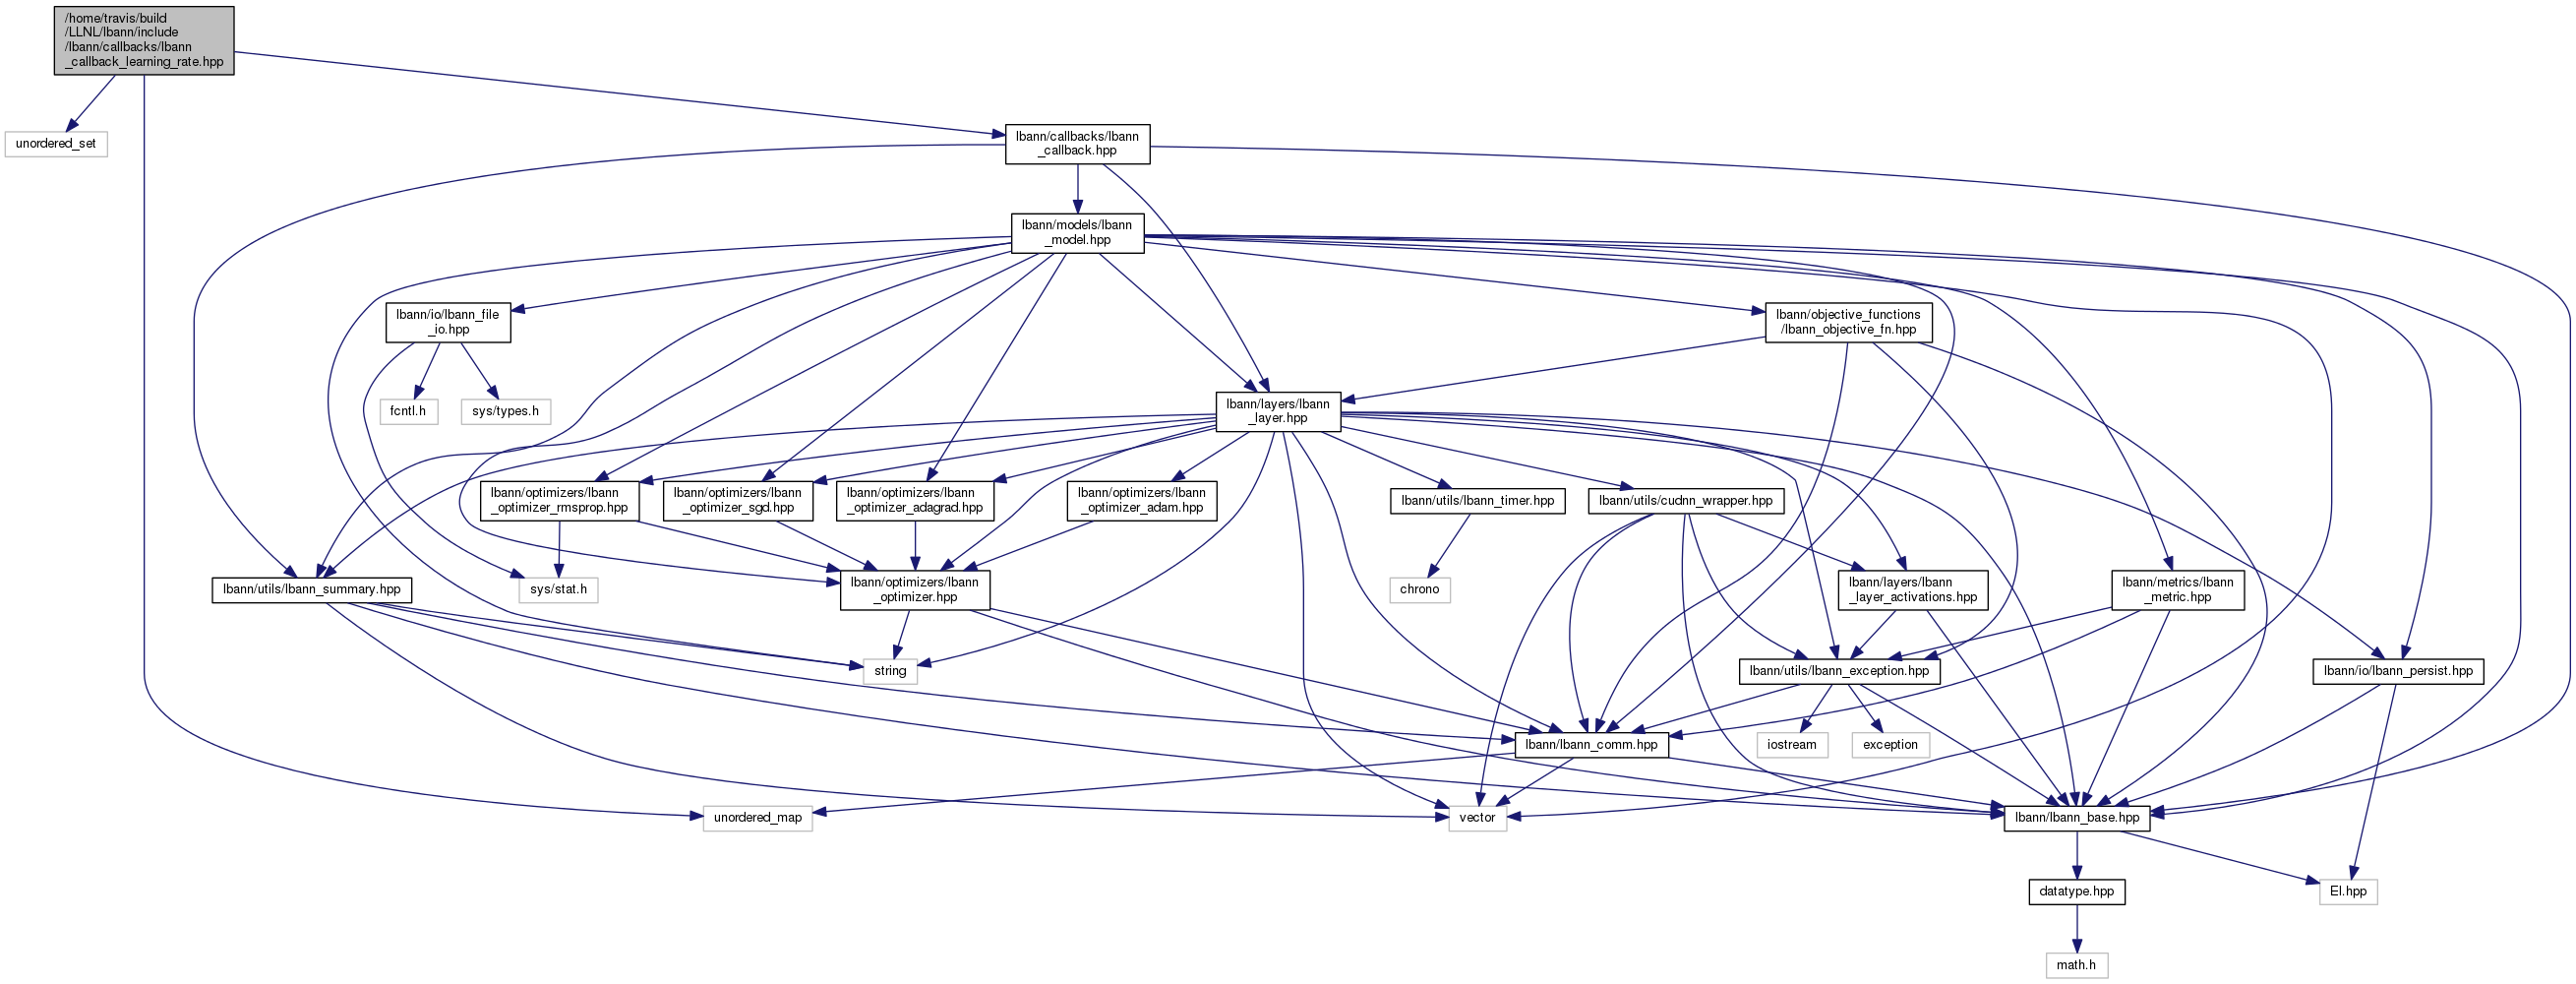 /home/travis/build
/LLNL/lbann/include
/lbann/callbacks/lbann
_callback_learning_rate.hpp
unordered_set
lbann/callbacks/lbann
_callback.hpp
lbann/models/lbann
_model.hpp
lbann/io/lbann_file
_io.hpp
lbann/objective_functions
/lbann_objective_fn.hpp
fcntl.h
sys/types.h
lbann/layers/lbann
_layer.hpp
lbann/optimizers/lbann
_optimizer_rmsprop.hpp
lbann/optimizers/lbann
_optimizer_sgd.hpp
lbann/optimizers/lbann
_optimizer_adagrad.hpp
lbann/optimizers/lbann
_optimizer_adam.hpp
lbann/utils/lbann_timer.hpp
lbann/utils/cudnn_wrapper.hpp
lbann/utils/lbann_summary.hpp
sys/stat.h
lbann/optimizers/lbann
_optimizer.hpp
chrono
lbann/layers/lbann
_layer_activations.hpp
lbann/metrics/lbann
_metric.hpp
string
lbann/utils/lbann_exception.hpp
lbann/io/lbann_persist.hpp
lbann/lbann_comm.hpp
iostream
exception
unordered_map
vector
lbann/lbann_base.hpp
datatype.hpp
El.hpp
math.h